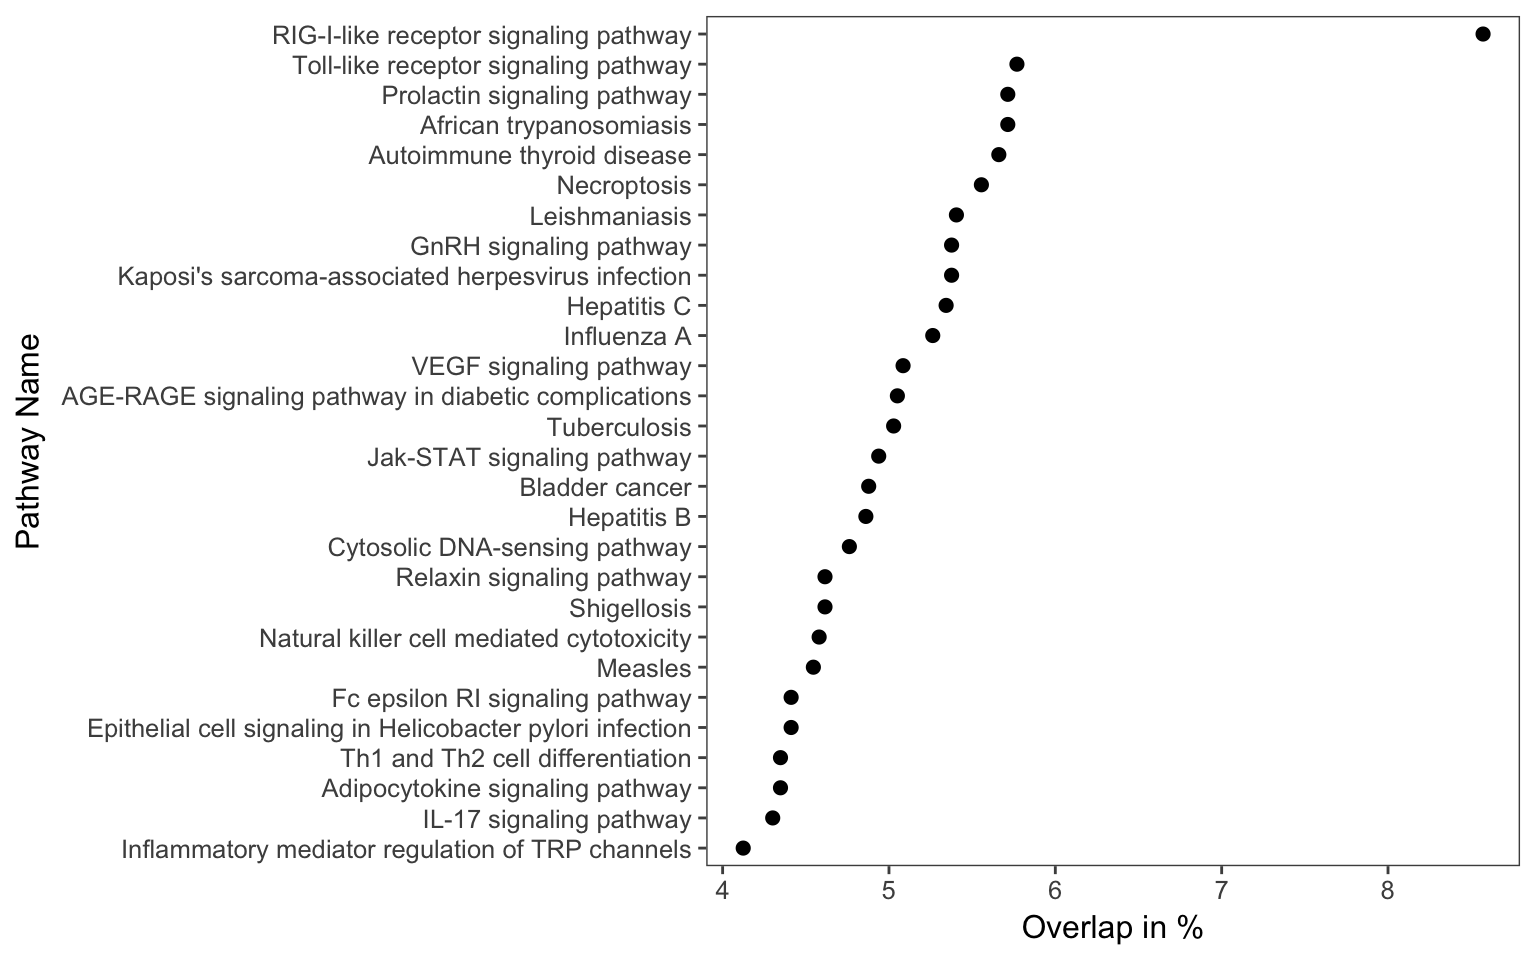 RIG-I-like receptor signaling pathway
Toll-like receptor signaling pathway
Prolactin signaling pathway
African trypanosomiasis
Autoimmune thyroid disease
Necroptosis
Leishmaniasis
GnRH signaling pathway
Kaposi's sarcoma-associated herpesvirus infection
Hepatitis C
Influenza A
VEGF signaling pathway
AGE-RAGE signaling pathway in diabetic complications
Tuberculosis
Jak-STAT signaling pathway
Bladder cancer
Hepatitis B
Cytosolic DNA-sensing pathway
Relaxin signaling pathway
Shigellosis
Natural killer cell mediated cytotoxicity
Measles
Fc epsilon RI signaling pathway
Epithelial cell signaling in Helicobacter pylori infection
Th1 and Th2 cell differentiation
Adipocytokine signaling pathway
IL-17 signaling pathway
Inflammatory mediator regulation of TRP channels
Pathway Name
4 5 6 7 8
Overlap in %